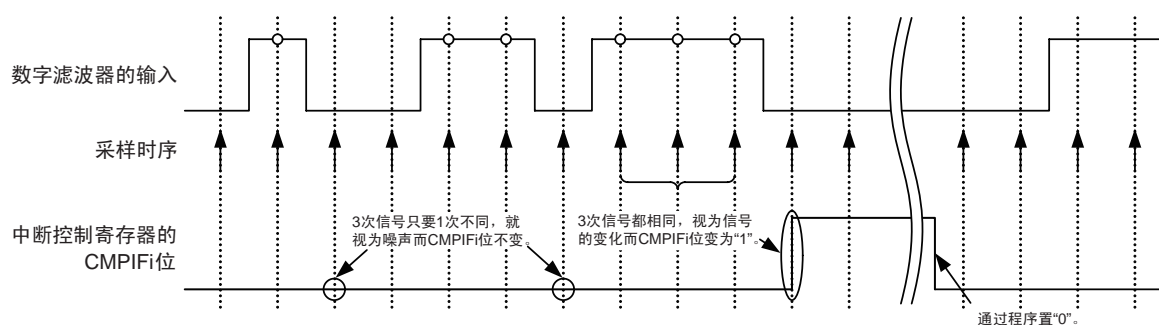 数字滤波器的输入
采样时序
3次信号只要1次不同，就
视为噪声而CMPIFi位不变。
3次信号都相同，视为信号
的变化而CMPIFi位变为“1”。
中断控制寄存器的
CMPIFi位
通过程序置“0”。